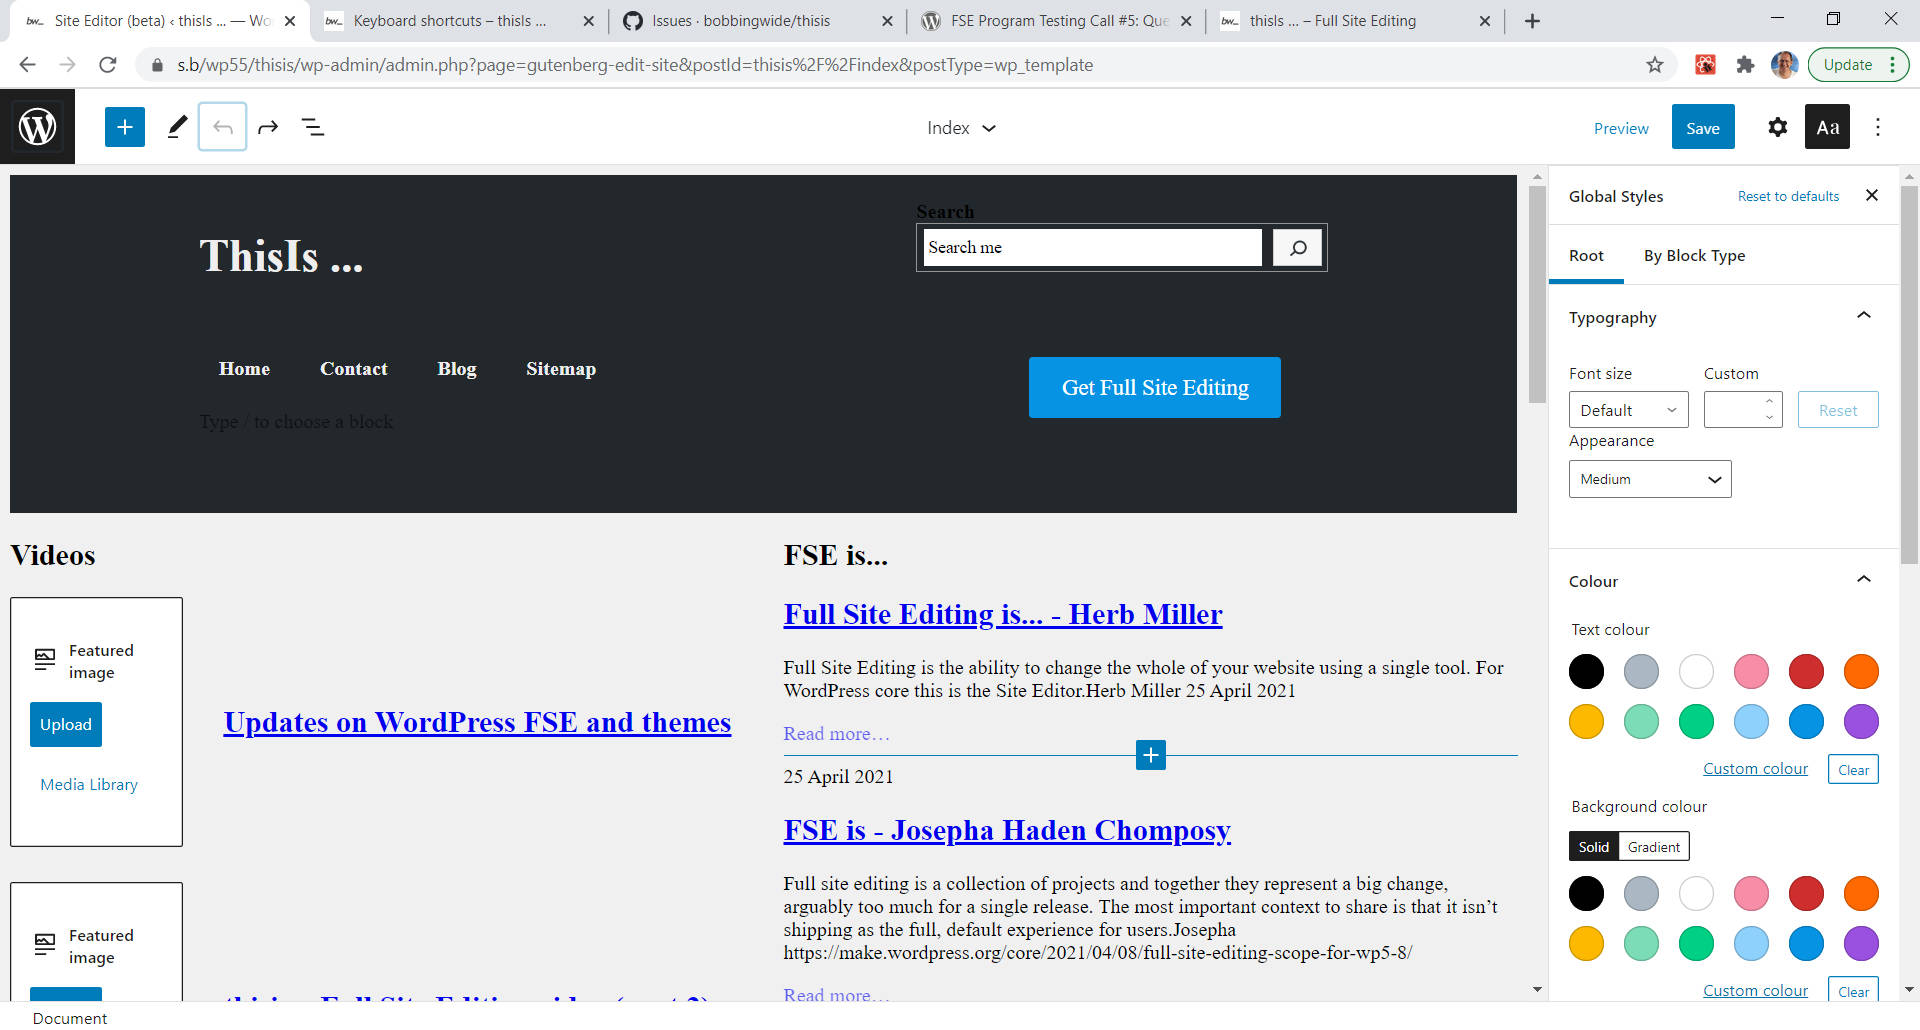 Site Editor (beta) ‹ thisIs ... — Wo
Keyboard shortcuts – thisIs ...
Issues · bobbingwide/thisis
FSE Program Testing Call #5: Que
thisIs ... – Full Site Editing
s.b/wp55/thisis/wp-admin/admin.php?page=gutenberg-edit-site&postId=thisis%2F%2Findex&postType=wp_template
Update
Index
Preview
Save
Aa
Search
ThisIs ...
Search me
Home Contact Blog Sitemap
Get Full Site Editing
Type / to choose a block
Videos
Featured
image
Upload
Media Library
Updates on WordPress FSE and themes
Featured
image
FSE is...
Full Site Editing is... - Herb Miller
Full Site Editing is the ability to change the whole of your website using a single tool. For
WordPress core this is the Site Editor.Herb Miller 25 April 2021
Read more…
25 April 2021
FSE is - Josepha Haden Chomposy
Full site editing is a collection of projects and together they represent a big change,
arguably too much for a single release. The most important context to share is that it isn’t
shipping as the full, default experience for users.Josepha
https://make.wordpress.org/core/2021/04/08/full-site-editing-scope-for-wp5-8/
Read more…
Global Styles
Reset to defaults
Root
By Block Type
Typography
Font size
Custom
Default
Reset
Appearance
Medium
Colour
Text colour
Custom colour
Clear
Background colour
Solid
Gradient
Custom colour
Clear
Document